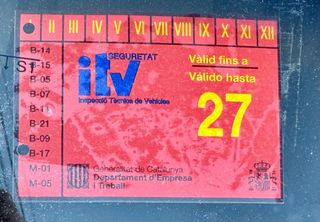 II III IV V VI VII VIII IX X XI XII
SEGURETAT
itv
Inspecció Tècnica de Vehicles
Vàlid fins a
Válido hasta
27
B-14
B-15
S1
B-05
B-07
B-11
B-21
B-09
B-17
M-01
M-05
Generalitat de Catalunya
Departament d'Empresa
i Treball